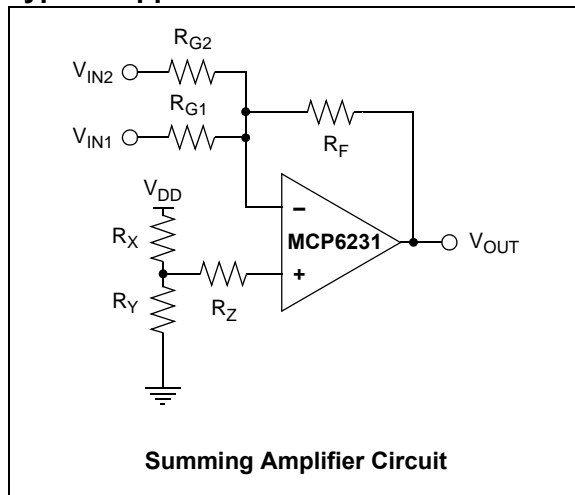 R_G2
V_IN2
R_G1
V_IN1
R_F
V_DD
R_X
−
MCP6231
V_OUT
+
R_Y
R_Z
Summing Amplifier Circuit